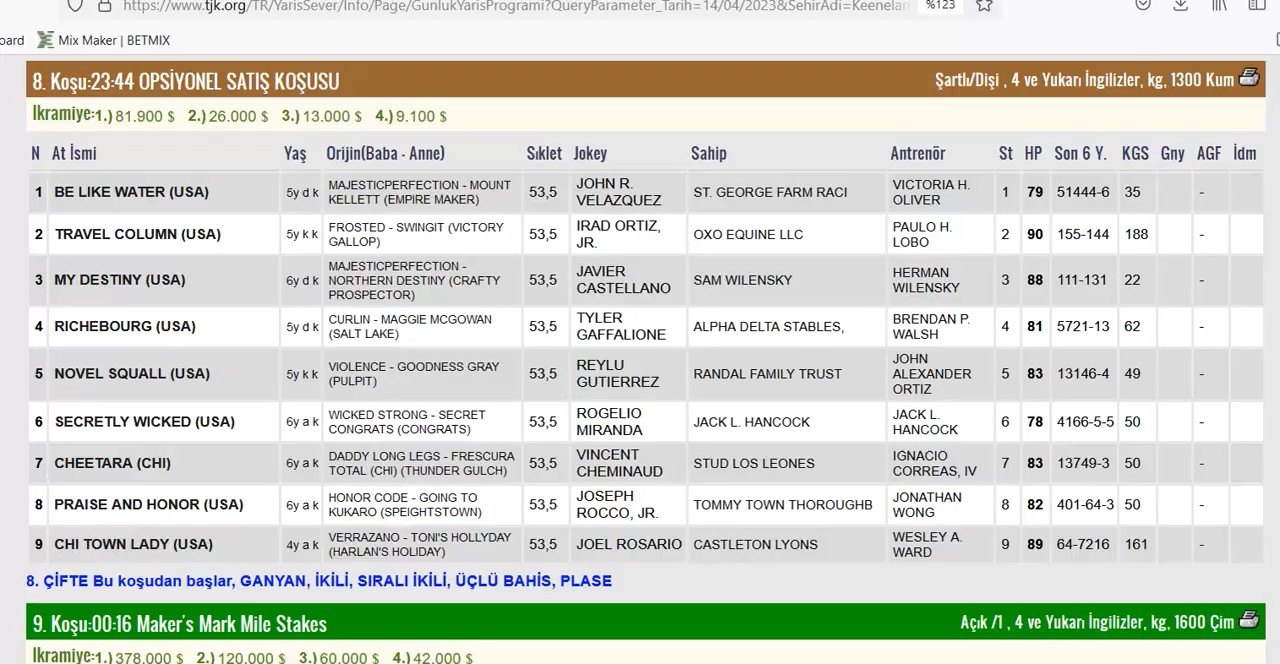 https://www.tjk.org/TR/YarisSever/Info/Page/GunlukYarisProgrami?QueryParameter_Tarih=14/04/2023&SehirAdi=Keenelan %123
oard Mix Maker | BETMIX
8. Koşu:23:44 OPSİYONEL SATIŞ KOŞUSU Şartlı/Dişi , 4 ve Yukarı İngilizler, kg, 1300 Kum
İkramiye:1.) 81.900 $ 2.) 26.000 $ 3.) 13.000 $ 4.) 9.100 $
N At İsmi Yaş Orijin(Baba - Anne) Sıklet Jokey Sahip Antrenör St HP Son 6 Y. KGS Gny AGF İdm
1 BE LIKE WATER (USA) 5y d k MAJESTICPERFECTION - MOUNT KELLETT (EMPIRE MAKER) 53,5 JOHN R. VELAZQUEZ ST. GEORGE FARM RACI VICTORIA H. OLIVER 1 79 51444-6 35 -
2 TRAVEL COLUMN (USA) 5y k k FROSTED - SWINGIT (VICTORY GALLOP) 53,5 IRAD ORTIZ, JR. OXO EQUINE LLC PAULO H. LOBO 2 90 155-144 188 -
3 MY DESTINY (USA) 6y d k MAJESTICPERFECTION - NORTHERN DESTINY (CRAFTY PROSPECTOR) 53,5 JAVIER CASTELLANO SAM WILENSKY HERMAN WILENSKY 3 88 111-131 22 -
4 RICHEBOURG (USA) 5y d k CURLIN - MAGGIE MCGOWAN (SALT LAKE) 53,5 TYLER GAFFALIONE ALPHA DELTA STABLES, BRENDAN P. WALSH 4 81 5721-13 62 -
5 NOVEL SQUALL (USA) 5y k k VIOLENCE - GOODNESS GRAY (PULPIT) 53,5 REYLU GUTIERREZ RANDAL FAMILY TRUST JOHN ALEXANDER ORTIZ 5 83 13146-4 49 -
6 SECRETLY WICKED (USA) 6y a k WICKED STRONG - SECRET CONGRATS (CONGRATS) 53,5 ROGELIO MIRANDA JACK L. HANCOCK JACK L. HANCOCK 6 78 4166-5-5 50 -
7 CHEETARA (CHI) 6y a k DADDY LONG LEGS - FRESCURA TOTAL (CHI) (THUNDER GULCH) 53,5 VINCENT CHEMINAUD STUD LOS LEONES IGNACIO CORREAS, IV 7 83 13749-3 50 -
8 PRAISE AND HONOR (USA) 6y a k HONOR CODE - GOING TO KUKARO (SPEIGHTSTOWN) 53,5 JOSEPH ROCCO, JR. TOMMY TOWN THOROUGHB JONATHAN WONG 8 82 401-64-3 50 -
9 CHI TOWN LADY (USA) 4y a k VERRAZANO - TONI'S HOLLYDAY (HARLAN'S HOLIDAY) 53,5 JOEL ROSARIO CASTLETON LYONS WESLEY A. WARD 9 89 64-7216 161 -
8. ÇİFTE Bu koşudan başlar, GANYAN, İKİLİ, SIRALI İKİLİ, ÜÇLÜ BAHİS, PLASE
9. Koşu:00:16 Maker's Mark Mile Stakes Açık /1 , 4 ve Yukarı İngilizler, kg, 1600 Çim
İkramiye:1.) 378.000 $ 2.) 120.000 $ 3.) 60.000 $ 4.) 42.000 $